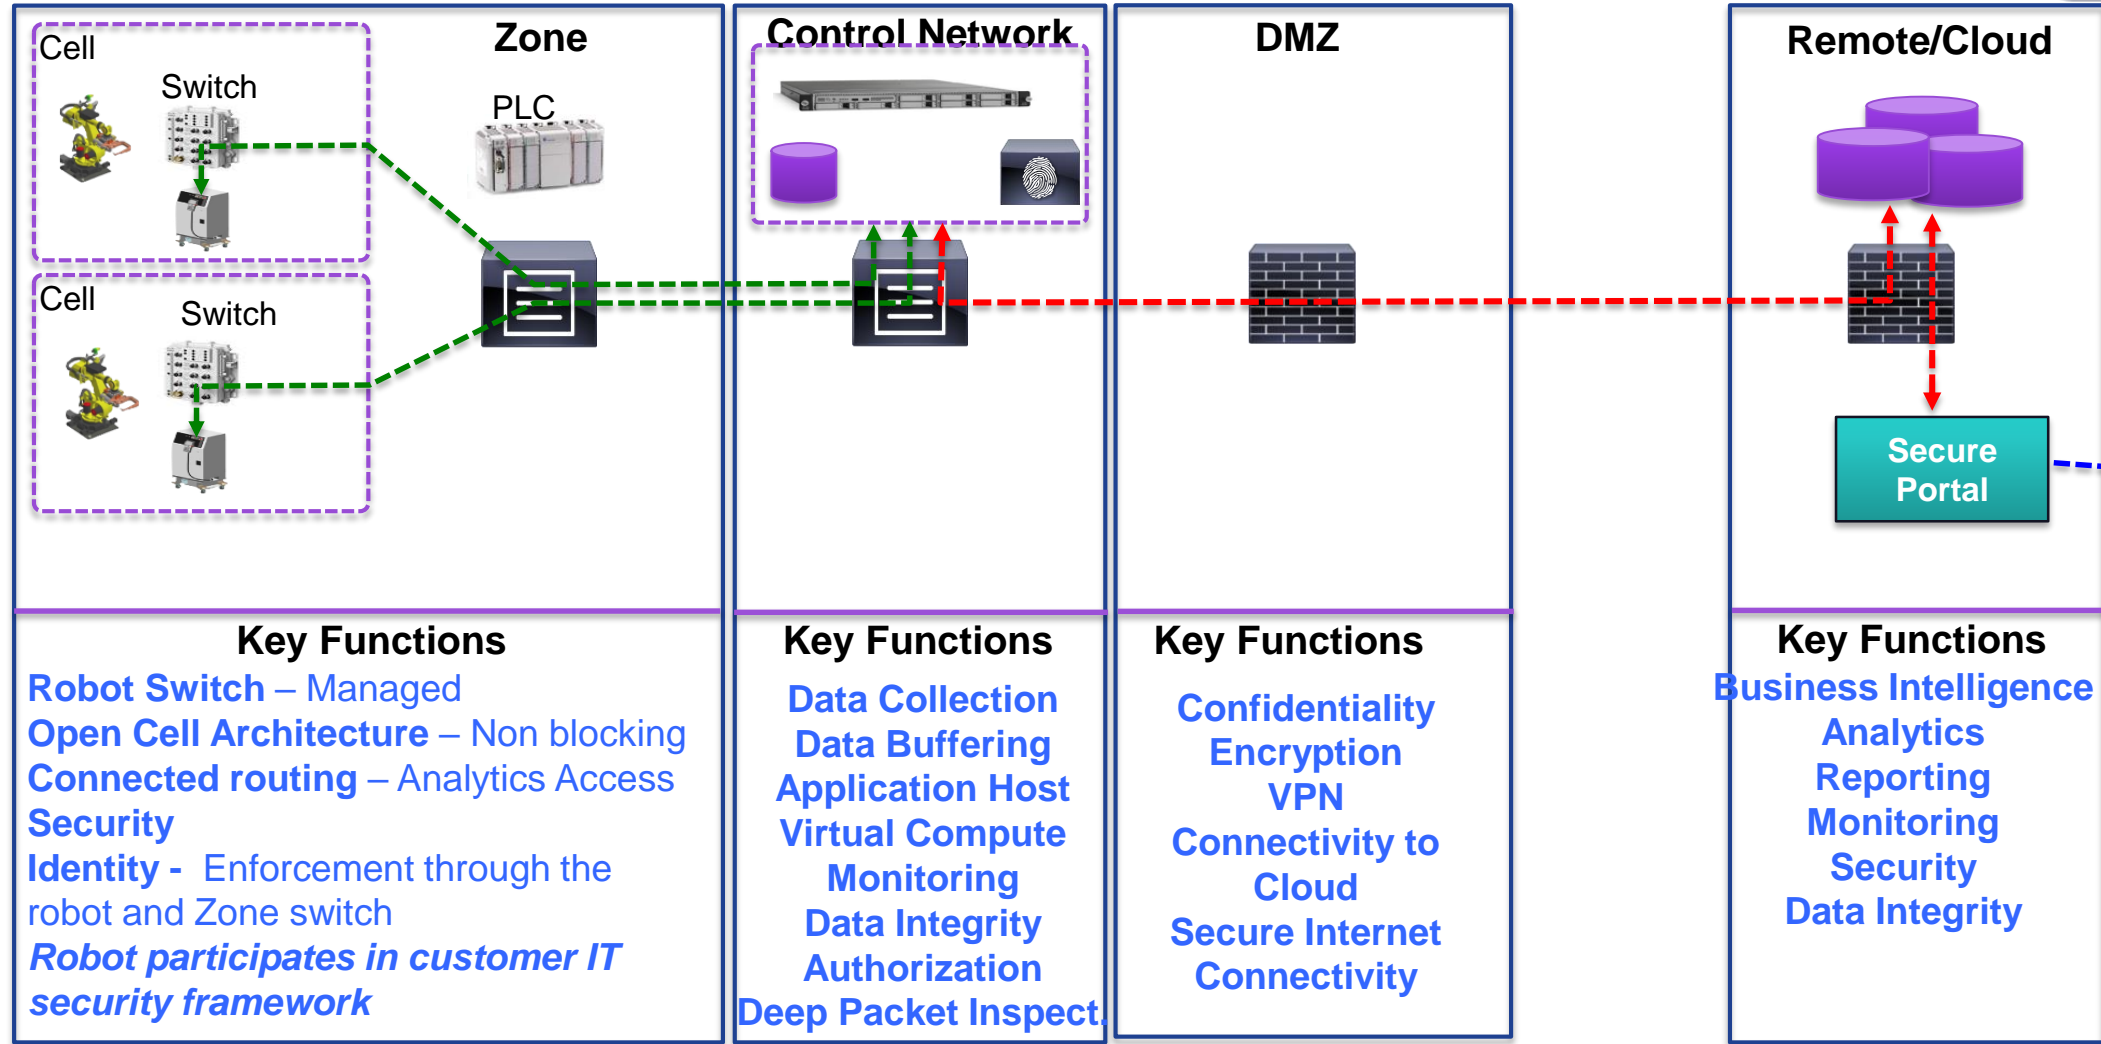 Zone
Cell
Switch
PLC
Cell
Switch
Key Functions
Robot Switch – Managed
Open Cell Architecture – Non blocking
Connected routing – Analytics Access
Security
Identity - Enforcement through the
robot and Zone switch
Robot participates in customer IT
security framework
Control Network
Key Functions
Data Collection
Data Buffering
Application Host
Virtual Compute
Monitoring
Data Integrity
Authorization
Deep Packet Inspect.
DMZ
Key Functions
Confidentiality
Encryption
VPN
Connectivity to
Cloud
Secure Internet
Connectivity
Remote/Cloud
Secure
Portal
Key Functions
Business Intelligence
Analytics
Reporting
Monitoring
Security
Data Integrity